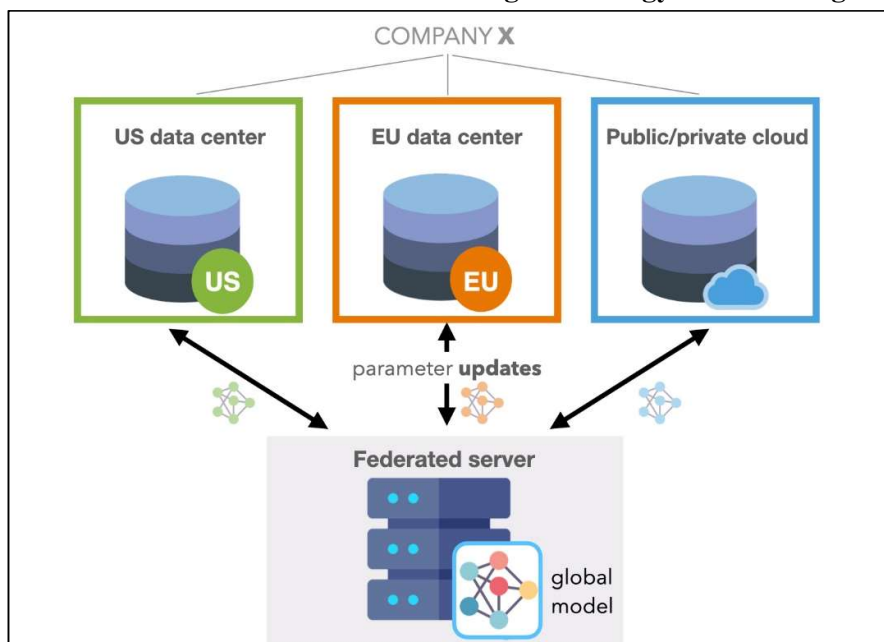 COMPANY X
US data center
EU data center
Public/private cloud
US
EU
parameter updates
Federated server
global
model